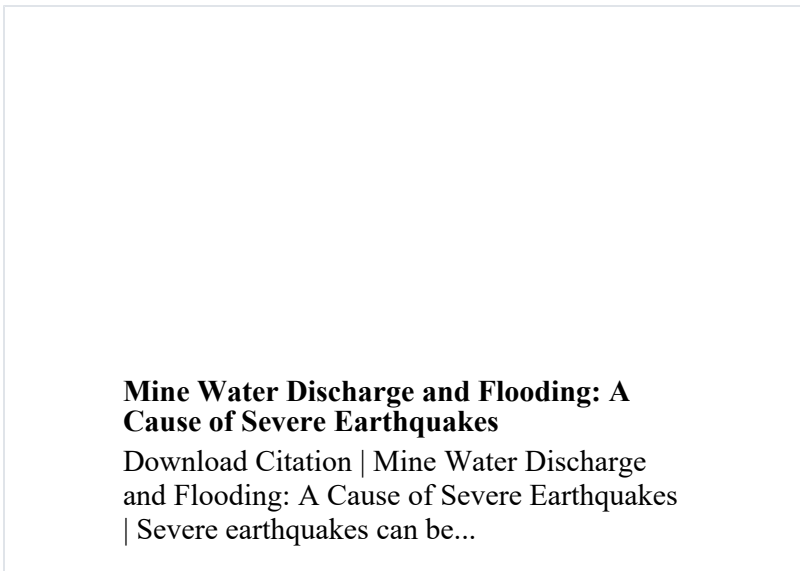 Mine Water Discharge and Flooding: A
Cause of Severe Earthquakes
Download Citation | Mine Water Discharge
and Flooding: A Cause of Severe Earthquakes
| Severe earthquakes can be...